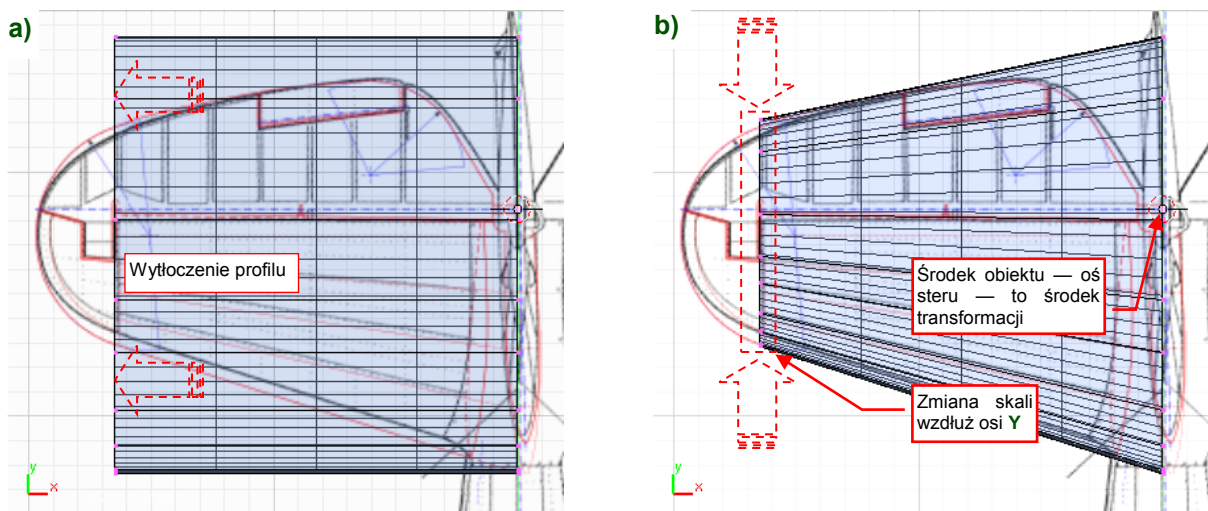 a)
Wytłoczenie profilu
y
x
b)
Środek obiektu — oś
steru — to środek
transformacji
Zmiana skali
wzdłuż osi Y
y
x